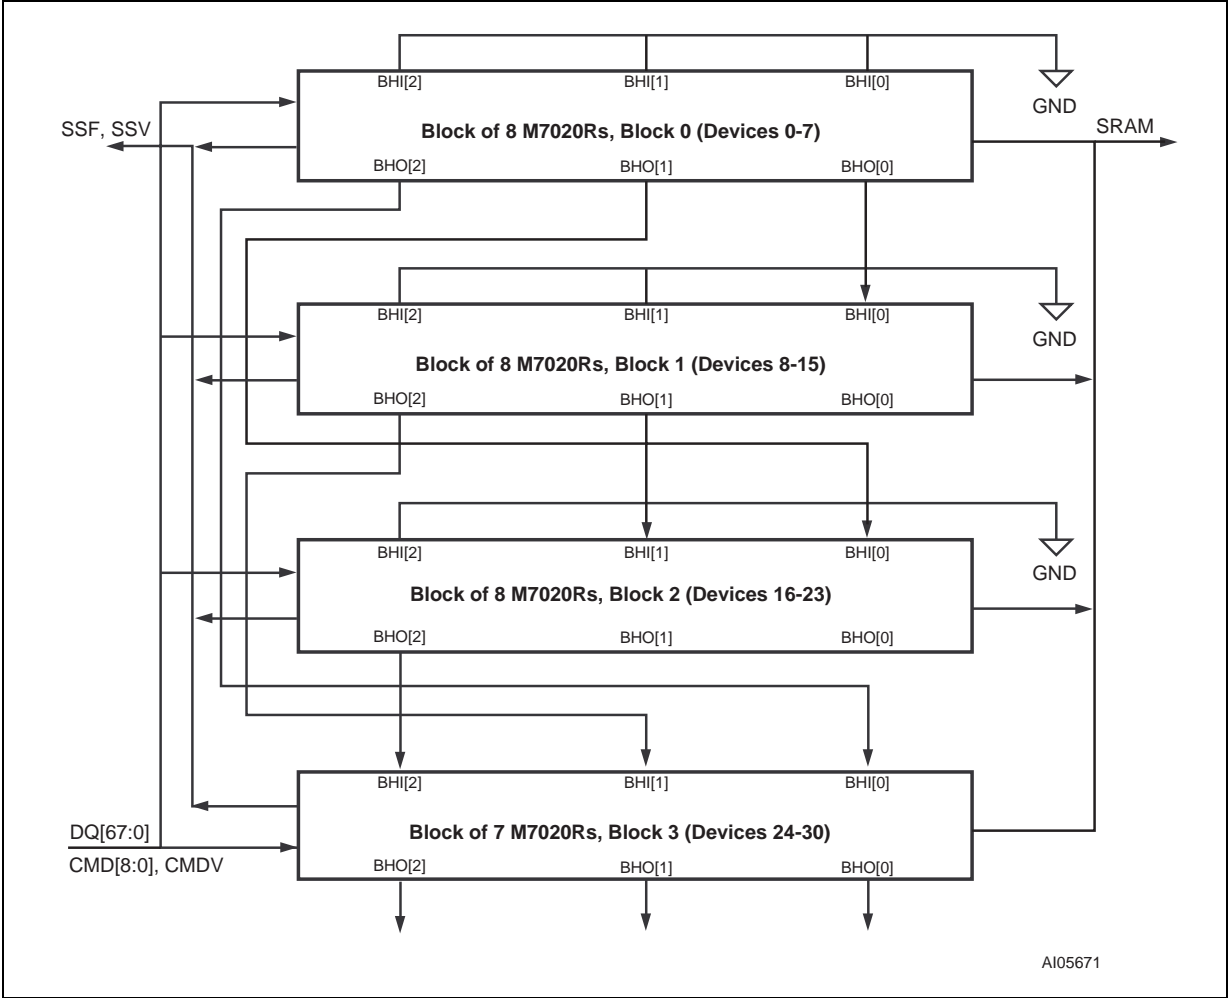 BHI[2] BHI[1] BHI[0]
GND
SSF, SSV
Block of 8 M7020Rs, Block 0 (Devices 0-7)
SRAM
BHO[2] BHO[1] BHO[0]
BHI[2] BHI[1] BHI[0]
GND
Block of 8 M7020Rs, Block 1 (Devices 8-15)
BHO[2] BHO[1] BHO[0]
BHI[2] BHI[1] BHI[0]
GND
Block of 8 M7020Rs, Block 2 (Devices 16-23)
BHO[2] BHO[1] BHO[0]
BHI[2] BHI[1] BHI[0]
DQ[67:0]
Block of 7 M7020Rs, Block 3 (Devices 24-30)
CMD[8:0], CMDV
BHO[2] BHO[1] BHO[0]
AI05671